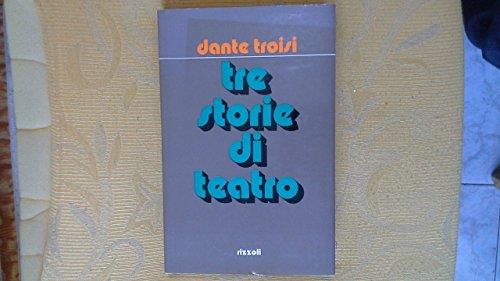 dante troisi
tre
storie
di
teatro
rizzoli